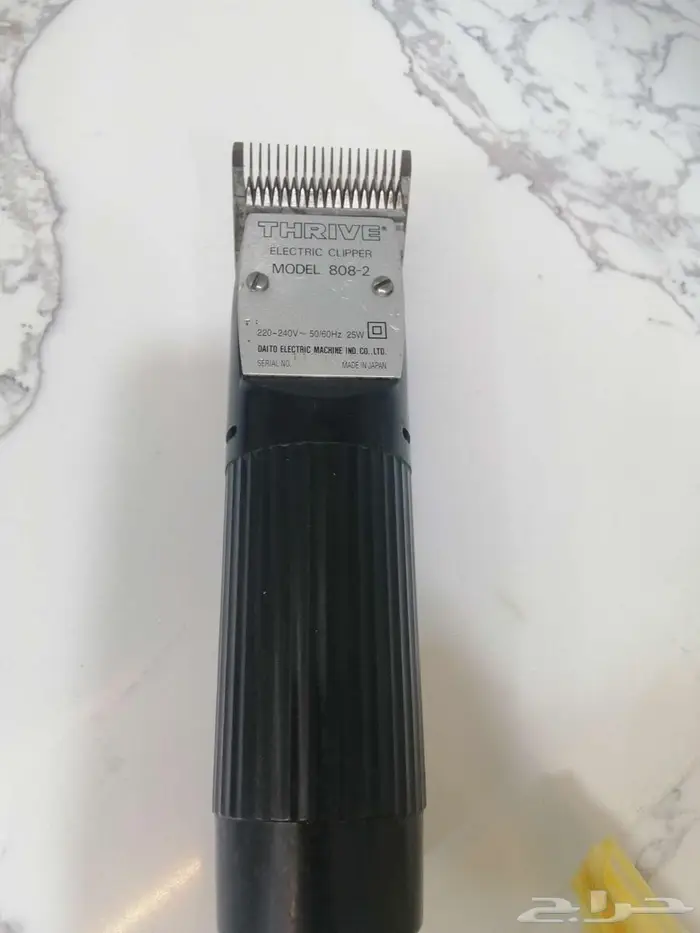 THRIVE®
ELECTRIC CLIPPER
MODEL 808-2
220-240V~ 50/60Hz 25W
DAITO ELECTRIC MACHINE IND. CO., LTD.
SERIAL NO. MADE IN JAPAN
حراج